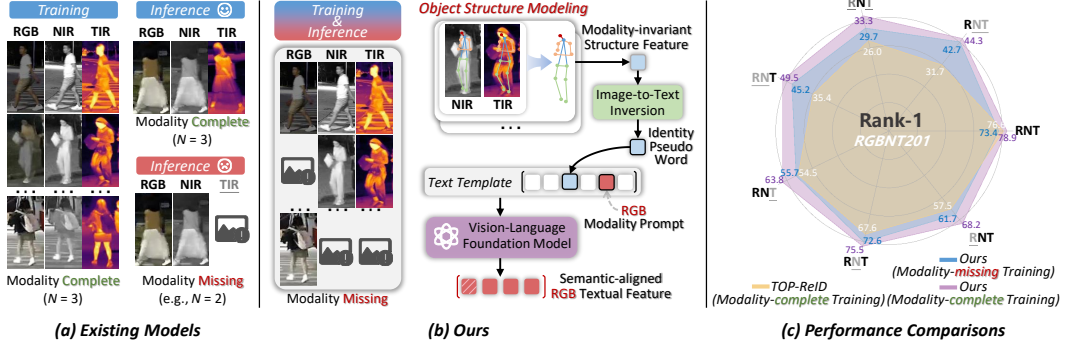 Training
RGB NIR TIR
...
Modality Complete
(N = 3)
Inference
RGB NIR TIR
Modality Complete
(N = 3)
Inference
RGB NIR TIR
Modality Missing
(e.g., N = 2)
(a) Existing Models
Training
&
Inference
RGB NIR TIR
...
Modality Missing
Object Structure Modeling
NIR TIR
...
Modality-invariant
Structure Feature
Image-to-Text
Inversion
Identity
Pseudo
Word
Text Template
RGB
Modality Prompt
Vision-Language
Foundation Model
Semantic-aligned
RGB Textual Feature
(b) Ours
RNT
33.3
29.7
26.0
RNT
44.3
42.7
31.7
RNT
49.5
45.2
35.4
Rank-1
RGBNT201
RNT
73.4
78.9
RNT
63.8
55.7
54.5
RNT
57.5
61.7
68.2
RNT
67.6
72.6
75.5
Ours
(Modality-missing Training)
TOP-ReID
(Modality-complete Training)
Ours
(Modality-complete Training)
(c) Performance Comparisons